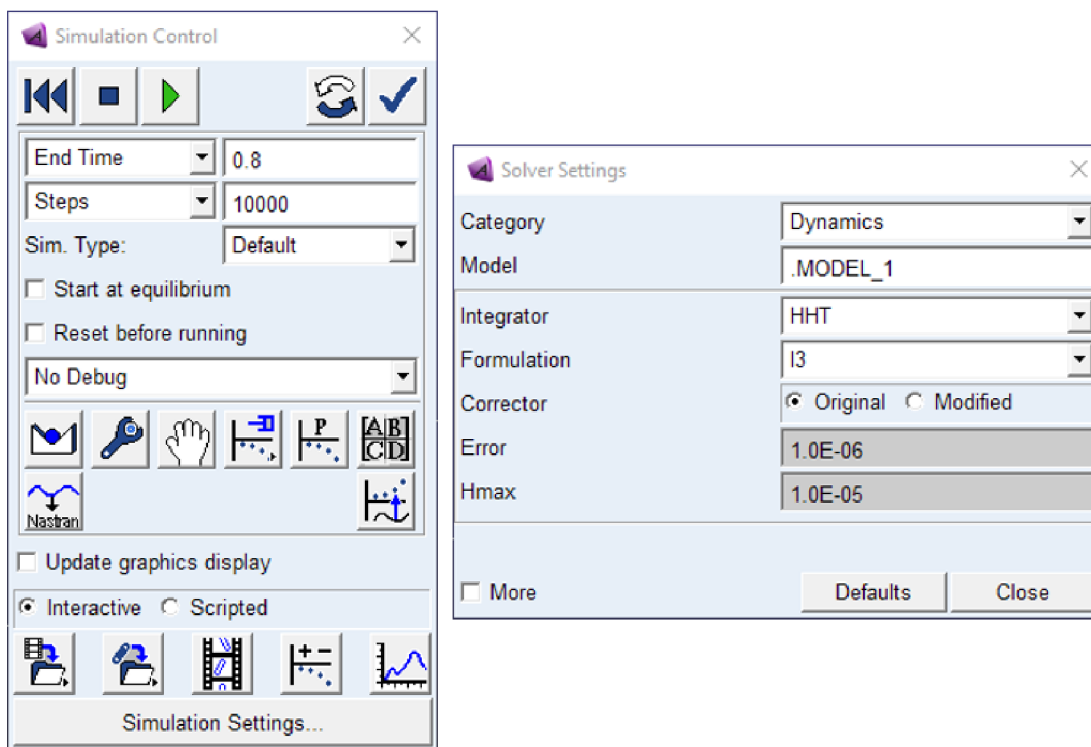 Simulation Control
End Time 0.8
Steps 10000
Sim. Type: Default
Start at equilibrium
Reset before running
No Debug
P
A B
C D
Nastran
Update graphics display
Interactive Scripted
Simulation Settings...
Solver Settings
Category Dynamics
Model .MODEL_1
Integrator HHT
Formulation I3
Corrector Original Modified
Error 1.0E-06
Hmax 1.0E-05
More Defaults Close